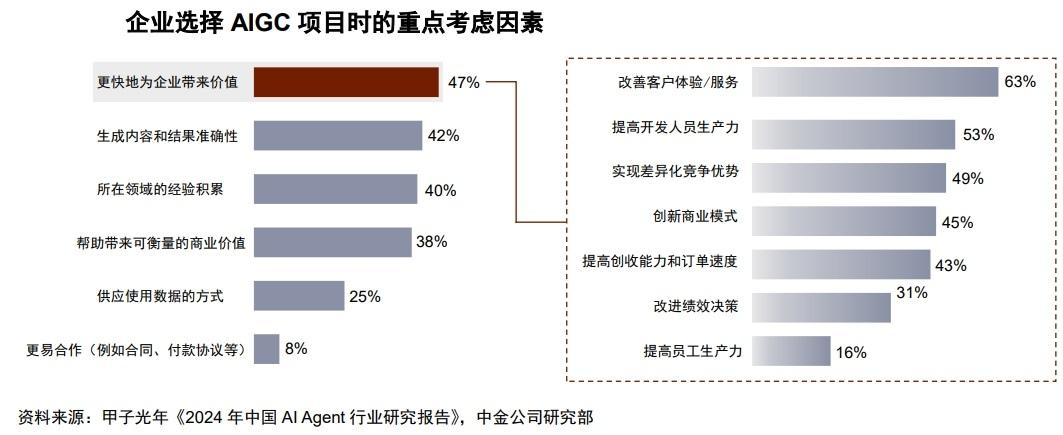 企业选择 AIGC 项目时的重点考虑因素
更快地为企业带来价值 47%
生成内容和结果准确性 42%
所在领域的经验积累 40%
帮助带来可衡量的商业价值 38%
供应使用数据的方式 25%
更易合作（例如合同、付款协议等） 8%
改善客户体验/服务 63%
提高开发人员生产力 53%
实现差异化竞争优势 49%
创新商业模式 45%
提高创收能力和订单速度 43%
改进绩效决策 31%
提高员工生产力 16%
资料来源：甲子光年《2024 年中国 AI Agent 行业研究报告》，中金公司研究部